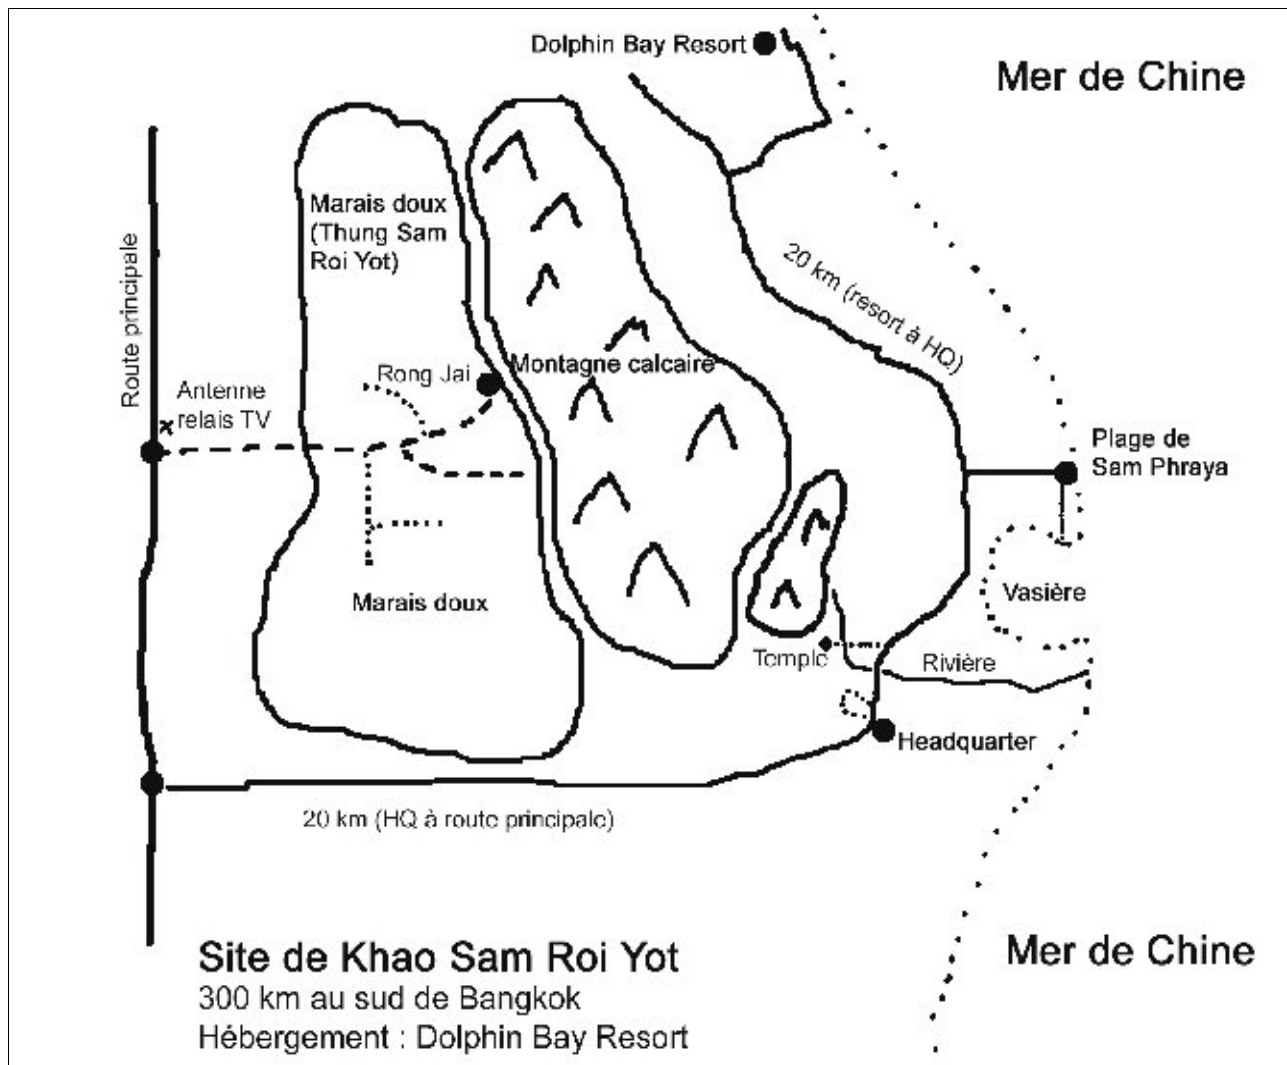 Dolphin Bay Resort
Mer de Chine
Marais doux
(Thung Sam
Roi Yot)
Route principale
20 km (resort à HQ)
Rong Jai
Montagne calcaire
Antenne
relais TV
Plage de
Sam Phraya
Marais doux
Vasière
Temple
Rivière
Headquarter
20 km (HQ à route principale)
Site de Khao Sam Roi Yot
300 km au sud de Bangkok
Hébergement : Dolphin Bay Resort
Mer de Chine